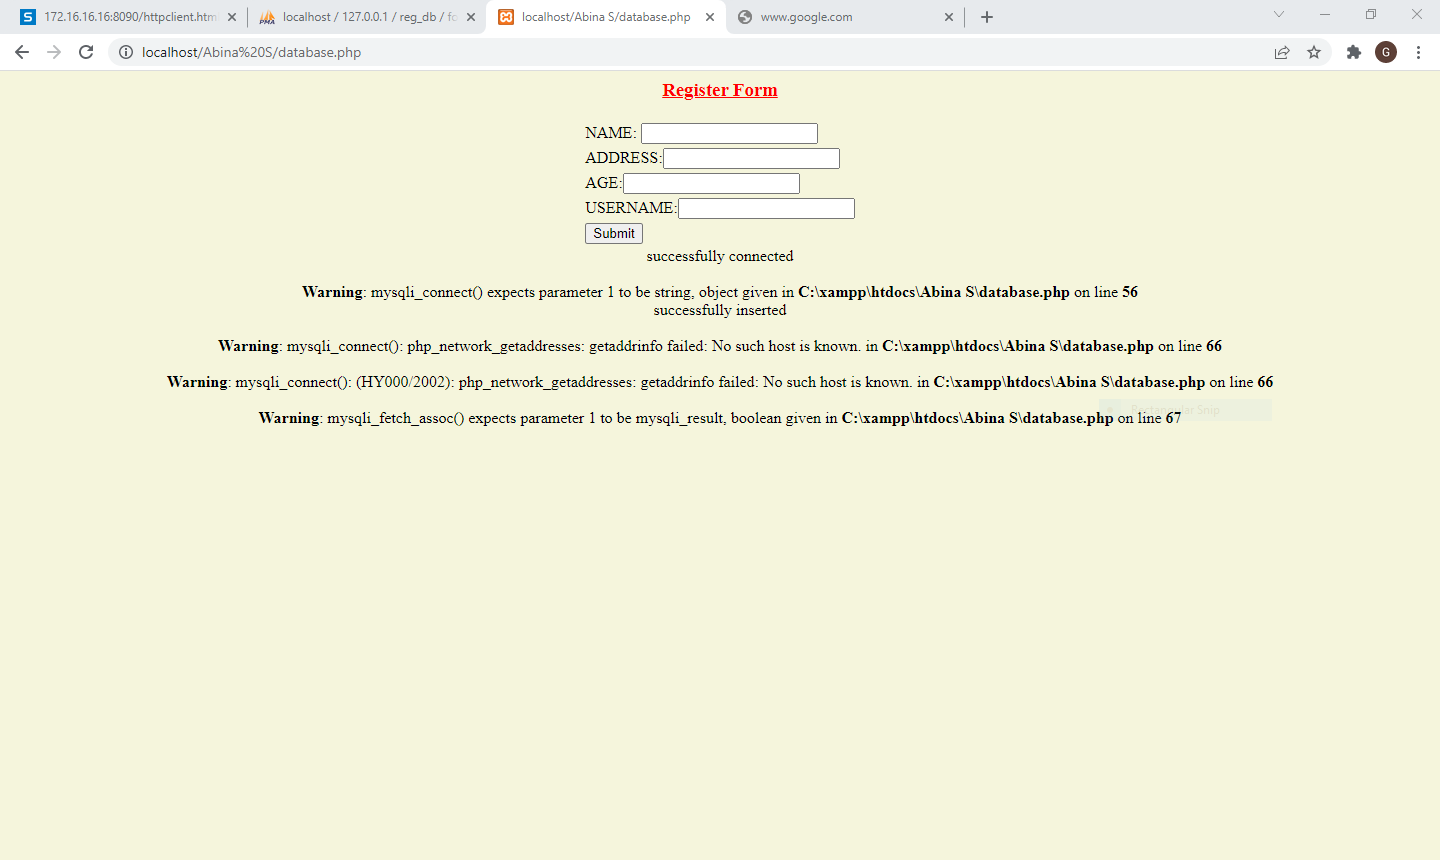 172.16.16.16:8090/httpclient.htm
localhost / 127.0.0.1 / reg_db / fo
localhost/Abina S/database.php
www.google.com
localhost/Abina%20S/database.php
G
Register Form
NAME:
ADDRESS:
AGE:
USERNAME:
Submit
successfully connected
Warning: mysqli_connect() expects parameter 1 to be string, object given in C:\xampp\htdocs\Abina S\database.php on line 56
successfully inserted
Warning: mysqli_connect(): php_network_getaddresses: getaddrinfo failed: No such host is known. in C:\xampp\htdocs\Abina S\database.php on line 66
Warning: mysqli_connect(): (HY000/2002): php_network_getaddresses: getaddrinfo failed: No such host is known. in C:\xampp\htdocs\Abina S\database.php on line 66
Rectangular Snip
Warning: mysqli_fetch_assoc() expects parameter 1 to be mysqli_result, boolean given in C:\xampp\htdocs\Abina S\database.php on line 67